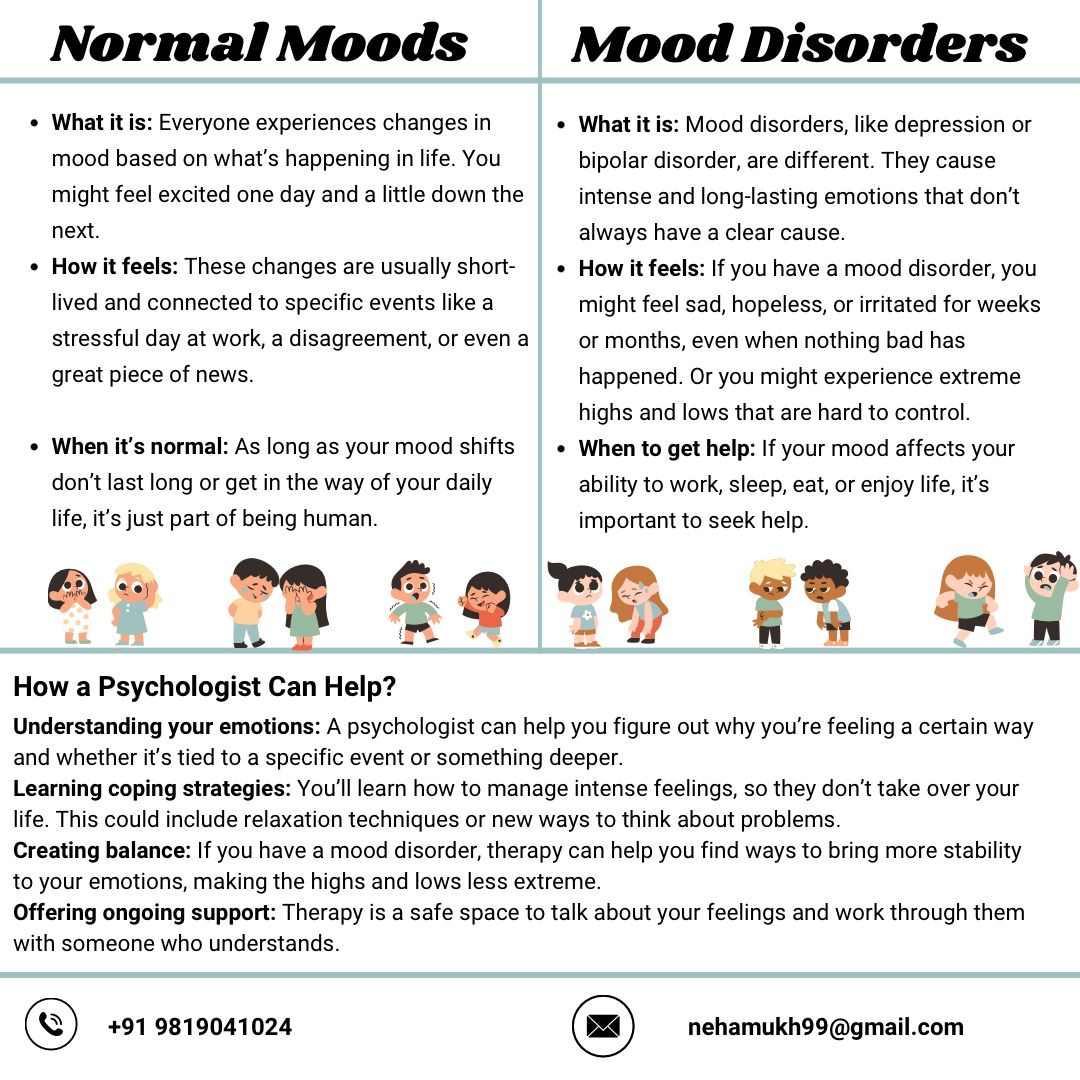 Normal Moods
• What it is: Everyone experiences changes in
mood based on what’s happening in life. You
might feel excited one day and a little down the
next.
• How it feels: These changes are usually short-
lived and connected to specific events like a
stressful day at work, a disagreement, or even a
great piece of news.
• When it’s normal: As long as your mood shifts
don’t last long or get in the way of your daily
life, it’s just part of being human.
Mood Disorders
• What it is: Mood disorders, like depression or
bipolar disorder, are different. They cause
intense and long-lasting emotions that don’t
always have a clear cause.
• How it feels: If you have a mood disorder, you
might feel sad, hopeless, or irritated for weeks
or months, even when nothing bad has
happened. Or you might experience extreme
highs and lows that are hard to control.
• When to get help: If your mood affects your
ability to work, sleep, eat, or enjoy life, it’s
important to seek help.
How a Psychologist Can Help?
Understanding your emotions: A psychologist can help you figure out why you’re feeling a certain way
and whether it’s tied to a specific event or something deeper.
Learning coping strategies: You’ll learn how to manage intense feelings, so they don’t take over your
life. This could include relaxation techniques or new ways to think about problems.
Creating balance: If you have a mood disorder, therapy can help you find ways to bring more stability
to your emotions, making the highs and lows less extreme.
Offering ongoing support: Therapy is a safe space to talk about your feelings and work through them
with someone who understands.
+91 9819041024
nehamukh99@gmail.com